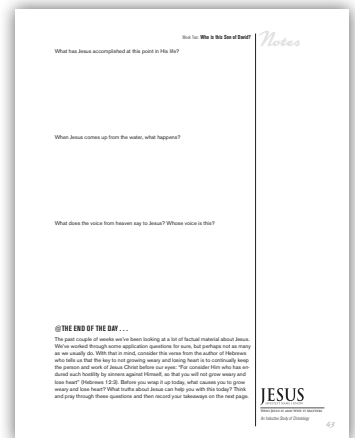 Week Two: Who is this Son of David?
Notes
What has Jesus accomplished at this point in His life?
When Jesus comes up from the water, what happens?
What does the voice from heaven say to Jesus? Whose voice is this?
@THE END OF THE DAY . . .
The past couple of weeks we've been looking at a lot of factual material about Jesus.
We've worked through some application questions for sure, but perhaps not as many
as we usually do. With that in mind, consider this verse from the author of Hebrews
who tells us that the key to not growing weary and losing heart is to continually keep
the person and work of Jesus Christ before our eyes: "For consider Him who has en-
dured such hostility by sinners against Himself, so that you will not grow weary and
lose heart" (Hebrews 12:3). Before you wrap it up today, what causes you to grow
weary and lose heart? What truths about Jesus can help you with this today? Think
and pray through these questions and then record your takeaways on the next page.
JESUS
An Inductive Study of Christology
43